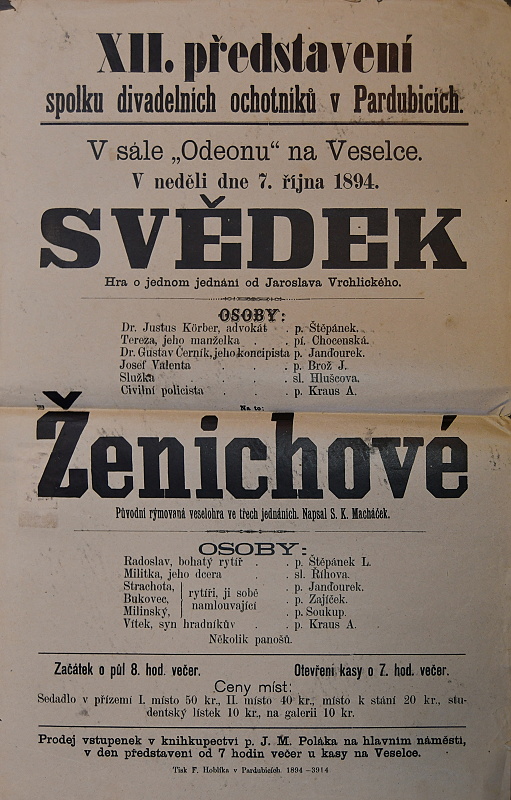 XII. představení
spolku divadelních ochotníků v Pardubicích.
V sále „Odeonu“ na Veselce.
V neděli dne 7. října 1894.
SVĚDEK
Hra o jednom jednání od Jaroslava Vrchlického.
OSOBY:
Dr. Justus Körber, advokát . p. Štěpánek.
Tereza, jeho manželka . . pí. Chocenská.
Dr. Gustav Černík, jeho koncipista p. Janďourek.
Josef Valenta . . . p. Brož J.
Služka . . . . sl. Hlušcova.
Civilní policista . . . p. Kraus A.
Na to:
Ženichové
Původní rýmovaná veselohra ve třech jednáních. Napsal S. K. Macháček.
OSOBY:
Radoslav, bohatý rytíř . . p. Štěpánek L.
Militka, jeho dcera . . sl. Říhova.
Strachota, p. Janďourek.
Bukovec, rytíři, ji sobě namlouvající . p. Zajíček.
Milinský, . p. Soukup.
Vítek, syn hradníkův . . p. Kraus A.
Několik panošů.
Začátek o půl 8. hod. večer. Otevření kasy o 7. hod. večer.
Ceny míst:
Sedadlo v přízemí I. místo 50 kr., II. místo 40 kr., místo k stání 20 kr., stu-
dentský lístek 10 kr., na galerii 10 kr.
Prodej vstupenek v knihkupectví p. J. M. Poláka na hlavním náměstí,
v den představení od 7 hodin večer u kasy na Veselce.
Tisk F. Hoblíka v Pardubicích. 1894 —3914